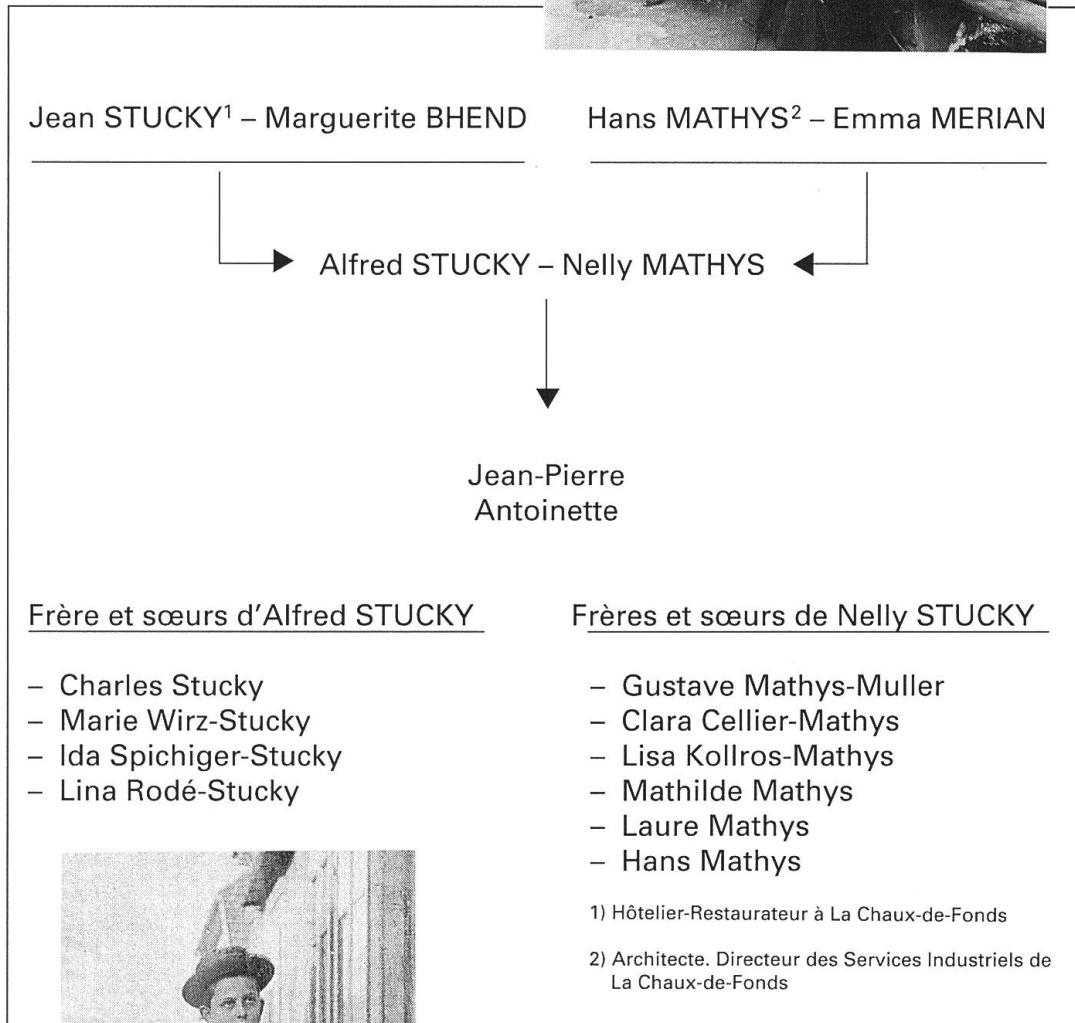 Jean STUCKY¹ – Marguerite BHEND
Hans MATHYS² – Emma MERIAN
Alfred STUCKY – Nelly MATHYS
Jean-Pierre
Antoinette
Frère et sœurs d'Alfred STUCKY
– Charles Stucky
– Marie Wirz-Stucky
– Ida Spichiger-Stucky
– Lina Rodé-Stucky
Frères et sœurs de Nelly STUCKY
– Gustave Mathys-Muller
– Clara Cellier-Mathys
– Lisa Kollros-Mathys
– Mathilde Mathys
– Laure Mathys
– Hans Mathys
1) Hôtelier-Restaurateur à La Chaux-de-Fonds
2) Architecte. Directeur des Services Industriels de
La Chaux-de-Fonds